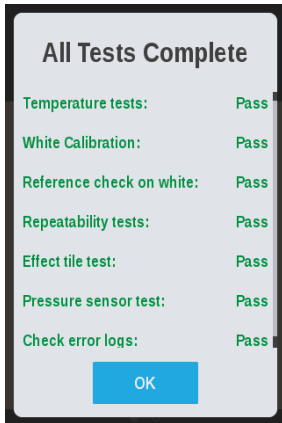 All Tests Complete
Temperature tests: Pass
White Calibration: Pass
Reference check on white: Pass
Repeatability tests: Pass
Effect tile test: Pass
Pressure sensor test: Pass
Check error logs: Pass
OK